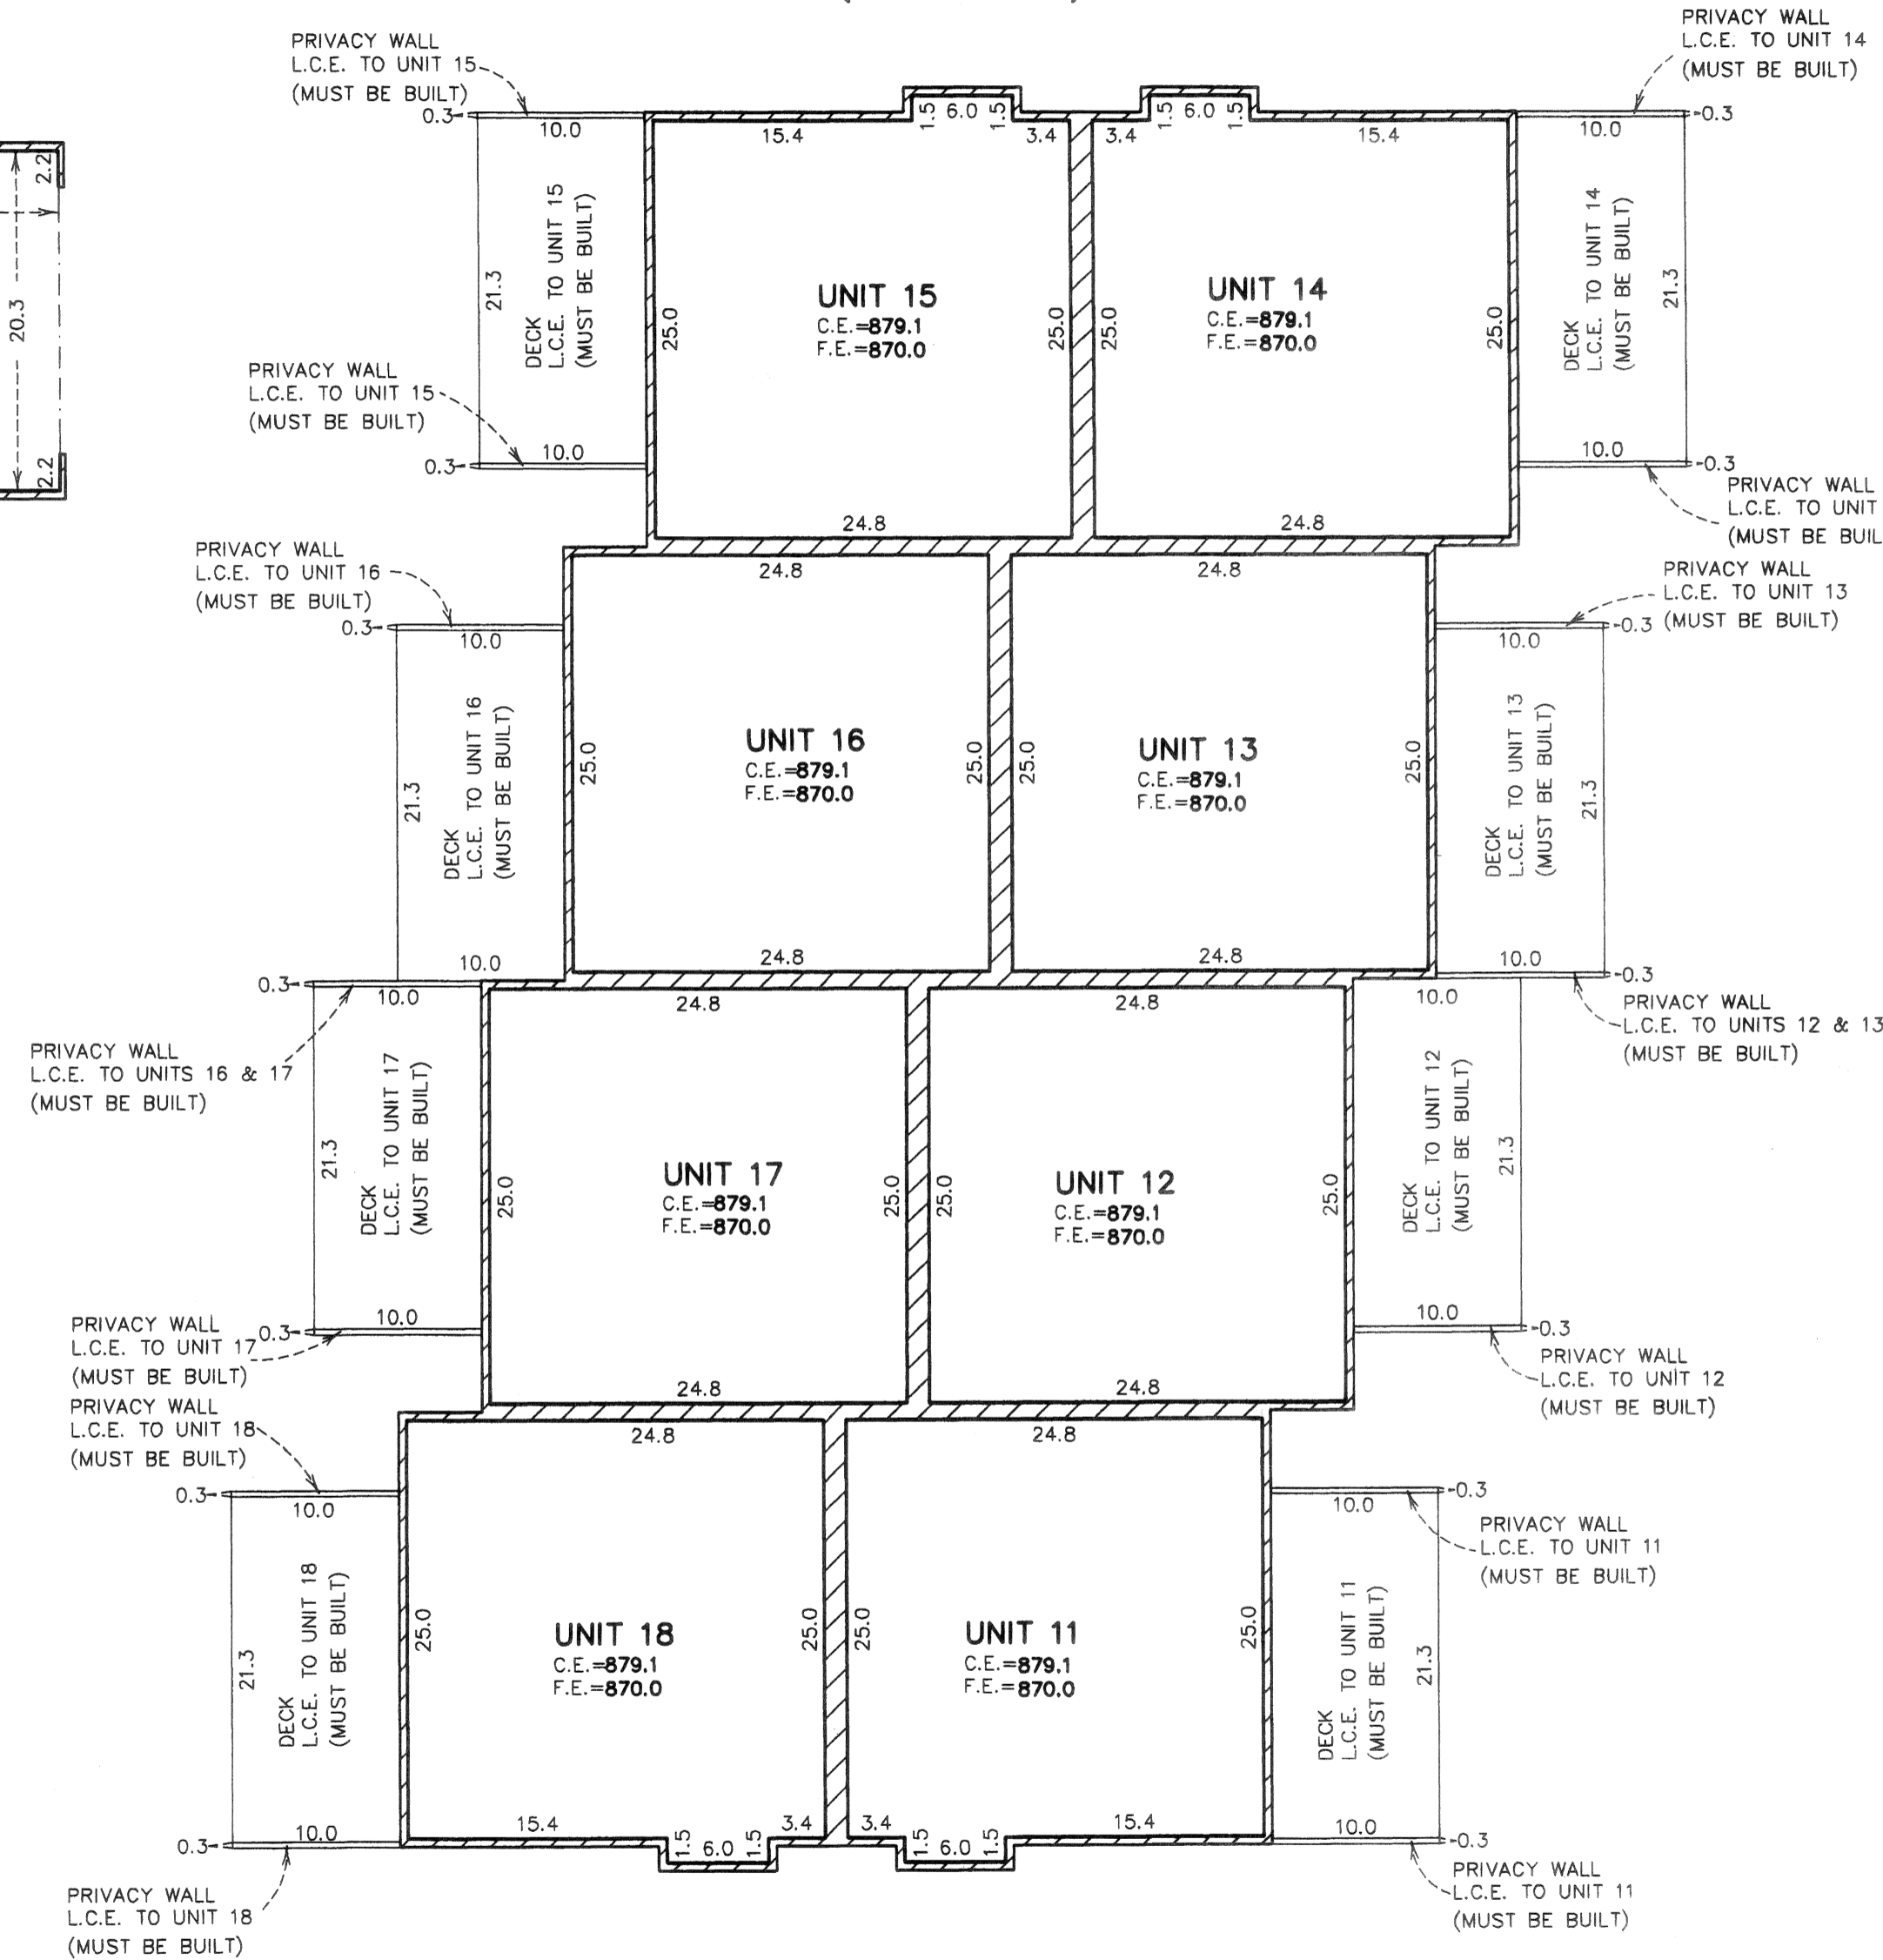 PRIVACY WALL
L.C.E. TO UNIT 15
(MUST BE BUILT)
0.3
10.0
15.4
1.5
6.0
1.5
3.4
3.4
1.5
6.0
1.5
15.4
10.0
0.3
PRIVACY WALL
L.C.E. TO UNIT 14
(MUST BE BUILT)
2.2
20.3
2.2
21.3
DECK
L.C.E. TO UNIT 15
(MUST BE BUILT)
25.0
UNIT 15
C.E.=879.1
F.E.=870.0
25.0
25.0
UNIT 14
C.E.=879.1
F.E.=870.0
25.0
DECK
L.C.E. TO UNIT 14
(MUST BE BUILT)
21.3
PRIVACY WALL
L.C.E. TO UNIT 15
(MUST BE BUILT)
0.3
10.0
24.8
24.8
10.0
0.3
PRIVACY WALL
L.C.E. TO UNIT
(MUST BE BUIL
PRIVACY WALL
L.C.E. TO UNIT 16
(MUST BE BUILT)
0.3
10.0
24.8
24.8
10.0
0.3
PRIVACY WALL
L.C.E. TO UNIT 13
(MUST BE BUILT)
21.3
DECK
L.C.E. TO UNIT 16
(MUST BE BUILT)
25.0
UNIT 16
C.E.=879.1
F.E.=870.0
25.0
25.0
UNIT 13
C.E.=879.1
F.E.=870.0
25.0
DECK
L.C.E. TO UNIT 13
(MUST BE BUILT)
21.3
10.0
24.8
24.8
10.0
0.3
0.3
10.0
24.8
24.8
10.0
PRIVACY WALL
L.C.E. TO UNITS 12 & 13
(MUST BE BUILT)
PRIVACY WALL
L.C.E. TO UNITS 16 & 17
(MUST BE BUILT)
21.3
DECK
L.C.E. TO UNIT 17
(MUST BE BUILT)
25.0
UNIT 17
C.E.=879.1
F.E.=870.0
25.0
25.0
UNIT 12
C.E.=879.1
F.E.=870.0
25.0
DECK
L.C.E. TO UNIT 12
(MUST BE BUILT)
21.3
PRIVACY WALL
L.C.E. TO UNIT 17
(MUST BE BUILT)
0.3
10.0
24.8
24.8
10.0
0.3
PRIVACY WALL
L.C.E. TO UNIT 12
(MUST BE BUILT)
PRIVACY WALL
L.C.E. TO UNIT 18
(MUST BE BUILT)
0.3
10.0
24.8
24.8
10.0
0.3
PRIVACY WALL
L.C.E. TO UNIT 11
(MUST BE BUILT)
21.3
DECK
L.C.E. TO UNIT 18
(MUST BE BUILT)
25.0
UNIT 18
C.E.=879.1
F.E.=870.0
25.0
25.0
UNIT 11
C.E.=879.1
F.E.=870.0
25.0
DECK
L.C.E. TO UNIT 11
(MUST BE BUILT)
21.3
0.3
10.0
15.4
1.5
6.0
1.5
3.4
3.4
1.5
6.0
1.5
15.4
10.0
0.3
PRIVACY WALL
L.C.E. TO UNIT 18
(MUST BE BUILT)
PRIVACY WALL
L.C.E. TO UNIT 11
(MUST BE BUILT)